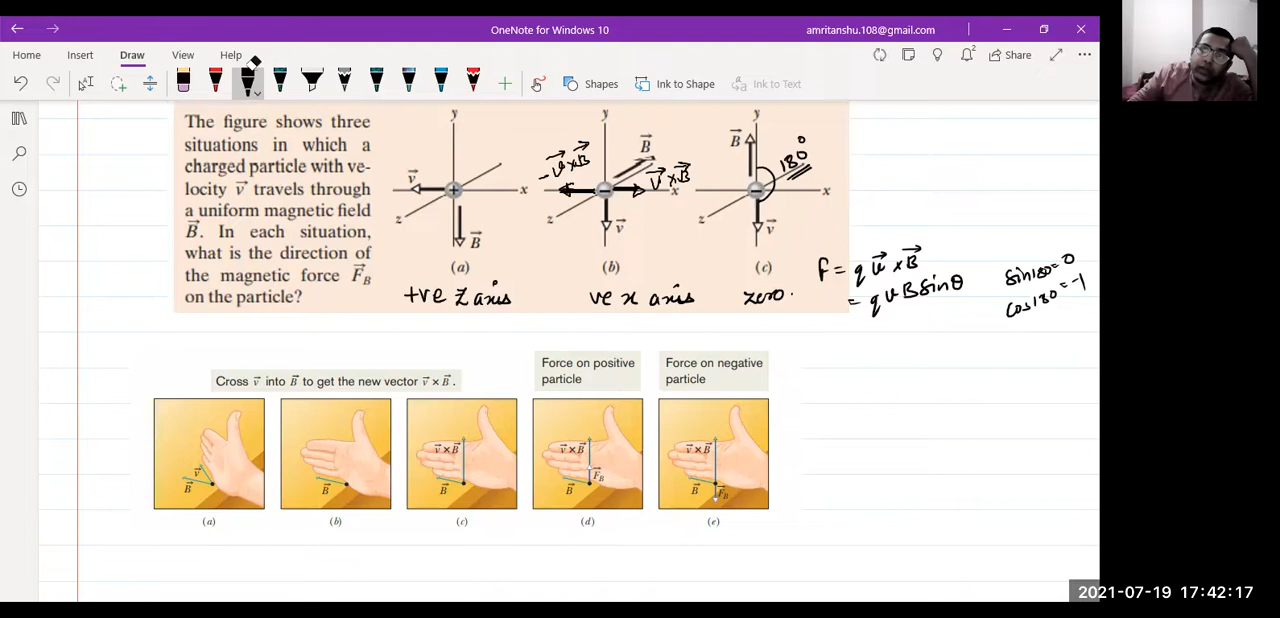 OneNote for Windows 10
amritanshu.108@gmail.com
Home Insert Draw View Help
Share
Shapes Ink to Shape Ink to Text
The figure shows three
situations in which a
charged particle with ve-
locity v⃗ travels through
a uniform magnetic field
B⃗. In each situation,
what is the direction of
the magnetic force F⃗B
on the particle?
y
v⃗
+
x
z
B⃗
(a)
+ve z axis
y
B⃗
-v⃗×B⃗
v⃗×B⃗
x
z
v⃗
(b)
ve x axis
y
B⃗
180°
x
z
v⃗
(c)
zero.
F = q v⃗ × B⃗
= q v B sinθ
sin180 = 0
cos180 = -1
Cross v⃗ into B⃗ to get the new vector v⃗ × B⃗.
Force on positive
particle
Force on negative
particle
v⃗
B⃗
(a)
B⃗
(b)
v⃗ × B⃗
B⃗
(c)
v⃗ × B⃗
F⃗B
B⃗
(d)
v⃗ × B⃗
B⃗
F⃗B
(e)
2021-07-19 17:42:17